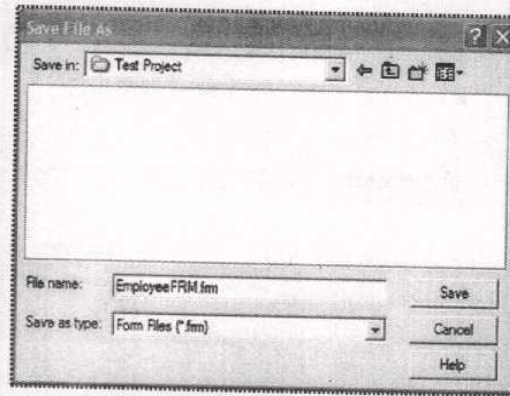 Save File As
Save in: Test Project
File name: EmployeeFRM.frm
Save
Save as type: Form Files (*.frm)
Cancel
Help